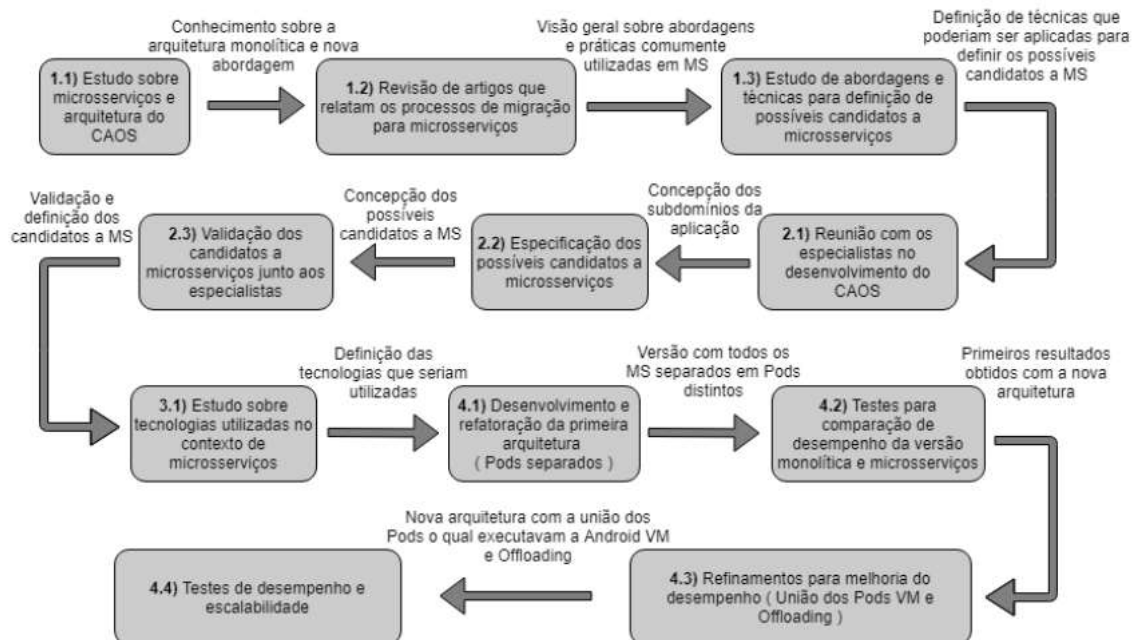 Conhecimento sobre a
arquitetura monolítica e nova
abordagem
Visão geral sobre abordagens
e práticas comumente
utilizadas em MS
Definição de técnicas que
poderiam ser aplicadas para
definir os possíveis
candidatos a MS
1.1) Estudo sobre
microsserviços e
arquitetura do
CAOS
1.2) Revisão de artigos que
relatam os processos de migração
para microsserviços
1.3) Estudo de abordagens e
técnicas para definição de
possíveis candidatos a
microsserviços
Validação e
definição dos
candidatos a MS
2.3) Validação dos
candidatos a
microsserviços junto aos
especialistas
Concepção dos
possíveis
candidatos a MS
2.2) Especificação dos
possíveis candidatos a
microsserviços
Concepção dos
subdomínios da
aplicação
2.1) Reunião com os
especialistas no
desenvolvimento do
CAOS
3.1) Estudo sobre
tecnologias utilizadas no
contexto de
microsserviços
Definição das
tecnologias que seriam
utilizadas
4.1) Desenvolvimento e
refatoração da primeira
arquitetura
( Pods separados )
Versão com todos os
MS separados em Pods
distintos
4.2) Testes para
comparação de
desempenho da versão
monolítica e microsserviços
Primeiros resultados
obtidos com a nova
arquitetura
4.4) Testes de desempenho e
escalabilidade
Nova arquitetura com a união dos
Pods o qual executavam a Android VM
e Offloading
4.3) Refinamentos para melhoria do
desempenho ( União dos Pods VM e
Offloading )